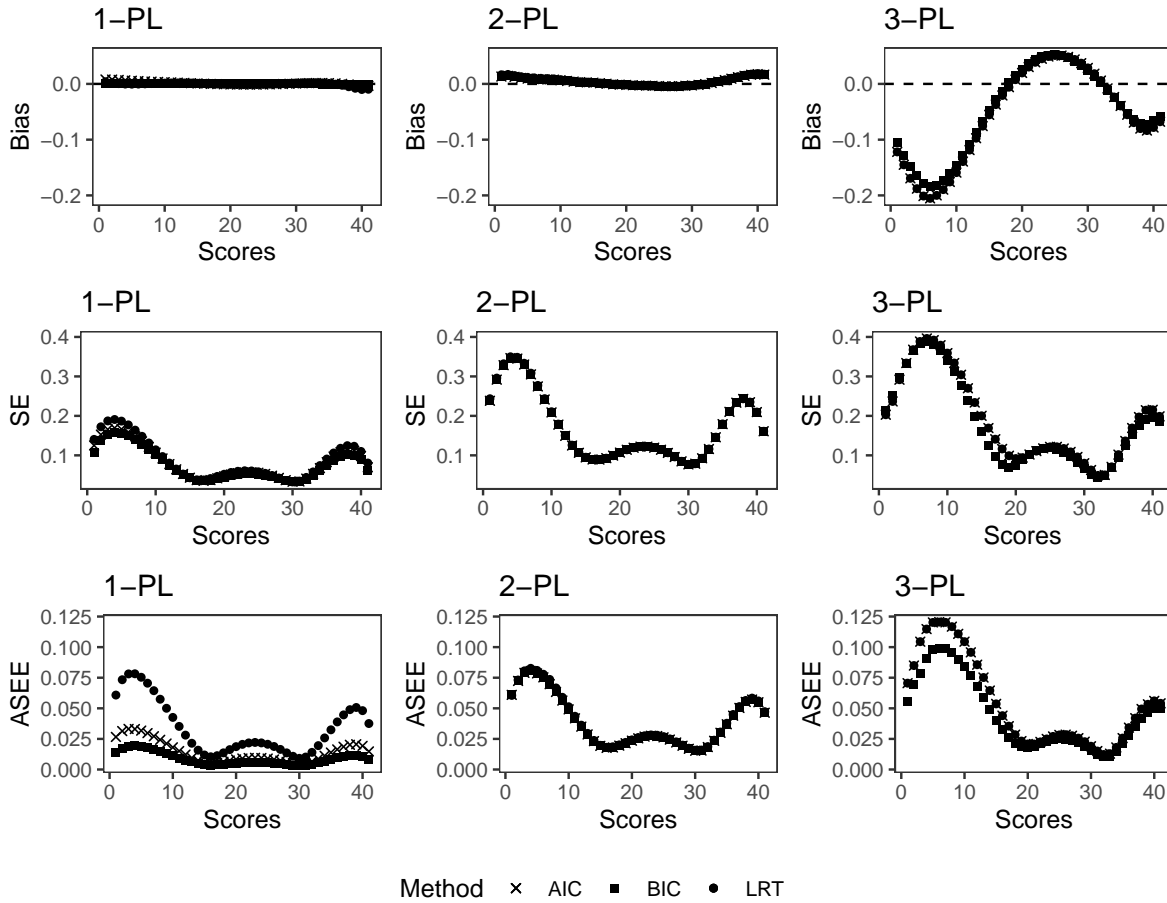 1−PL 2−PL 3−PL
Bias 0.0 −0.1 −0.2 Bias 0.0 −0.1 −0.2 Bias 0.0 −0.1 −0.2
0 10 20 30 40 0 10 20 30 40 0 10 20 30 40
Scores Scores Scores
1−PL 2−PL 3−PL
SE 0.4 0.3 0.2 0.1 SE 0.4 0.3 0.2 0.1 SE 0.4 0.3 0.2 0.1
0 10 20 30 40 0 10 20 30 40 0 10 20 30 40
Scores Scores Scores
1−PL 2−PL 3−PL
ASEE 0.125 0.100 0.075 0.050 0.025 0.000 ASEE 0.125 0.100 0.075 0.050 0.025 0.000 ASEE 0.125 0.100 0.075 0.050 0.025 0.000
0 10 20 30 40 0 10 20 30 40 0 10 20 30 40
Scores Scores Scores
Method AIC BIC LRT